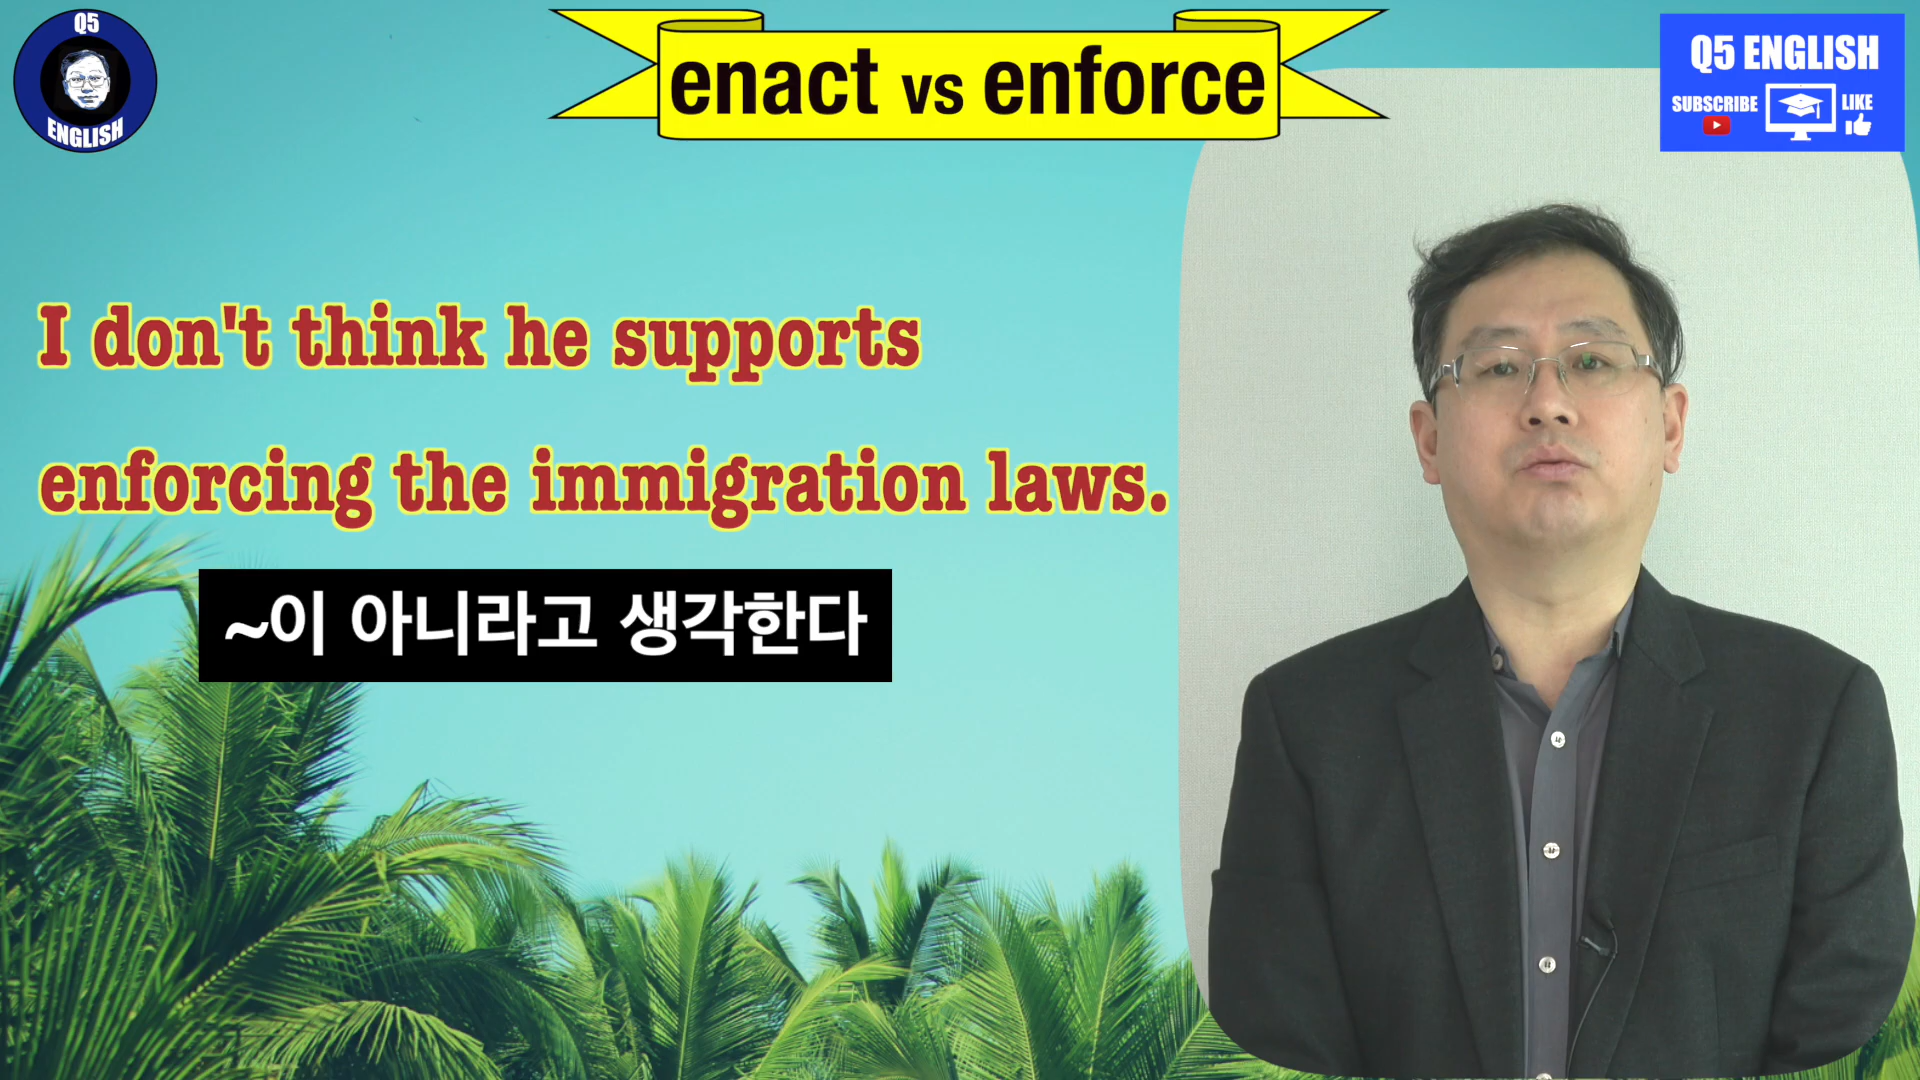 Q5
ENGLISH
enact vs enforce
Q5 ENGLISH
SUBSCRIBE
LIKE
I don't think he supports
enforcing the immigration laws.
~이 아니라고 생각한다